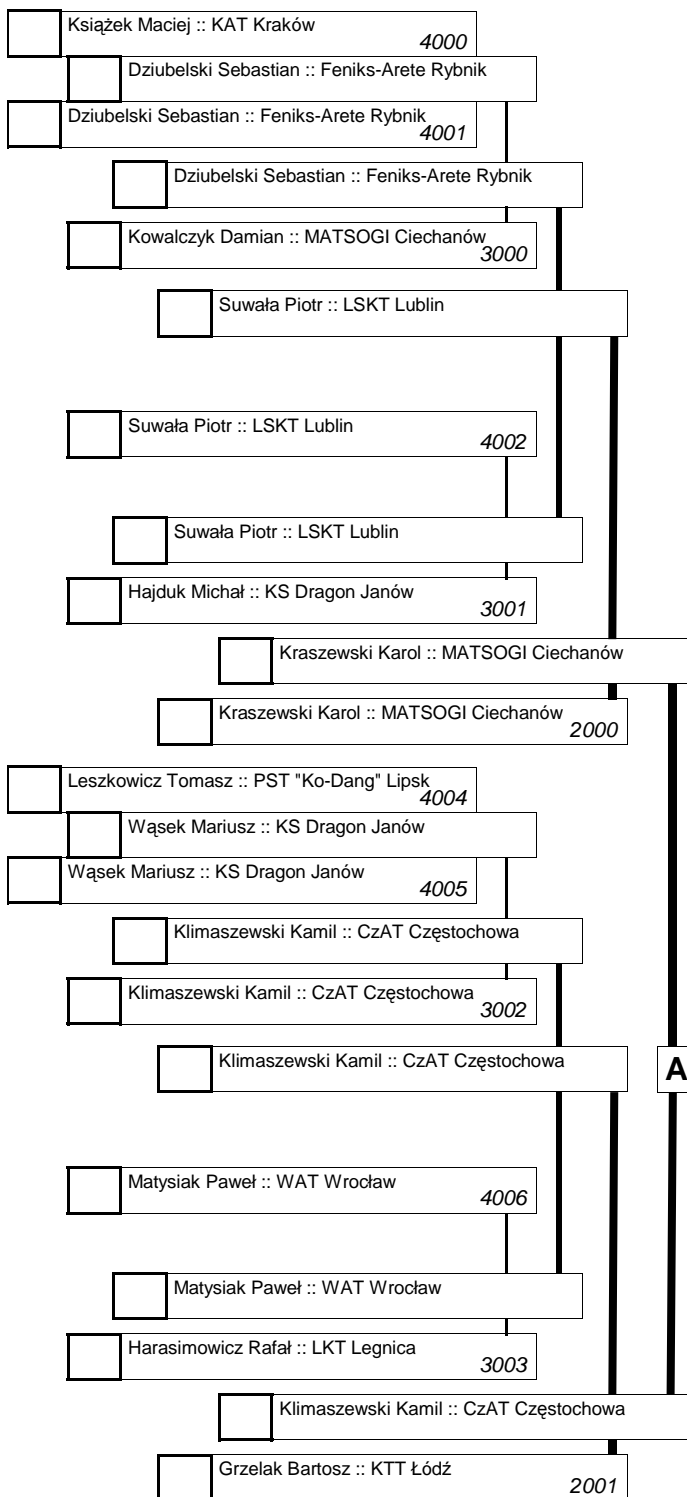 Książek Maciej :: KAT Kraków
4000
Dziubelski Sebastian :: Feniks-Arete Rybnik
Dziubelski Sebastian :: Feniks-Arete Rybnik
4001
Dziubelski Sebastian :: Feniks-Arete Rybnik
Kowalczyk Damian :: MATSOGI Ciechanów
3000
Suwała Piotr :: LSKT Lublin
Suwała Piotr :: LSKT Lublin
4002
Suwała Piotr :: LSKT Lublin
Hajduk Michał :: KS Dragon Janów
3001
Kraszewski Karol :: MATSOGI Ciechanów
Kraszewski Karol :: MATSOGI Ciechanów
2000
Leszkowicz Tomasz :: PST "Ko-Dang" Lipsk
4004
Wąsek Mariusz :: KS Dragon Janów
Wąsek Mariusz :: KS Dragon Janów
4005
Klimaszewski Kamil :: CzAT Częstochowa
Klimaszewski Kamil :: CzAT Częstochowa
3002
Klimaszewski Kamil :: CzAT Częstochowa
A
Matysiak Paweł :: WAT Wrocław
4006
Matysiak Paweł :: WAT Wrocław
Harasimowicz Rafał :: LKT Legnica
3003
Klimaszewski Kamil :: CzAT Częstochowa
Grzelak Bartosz :: KTT Łódź
2001